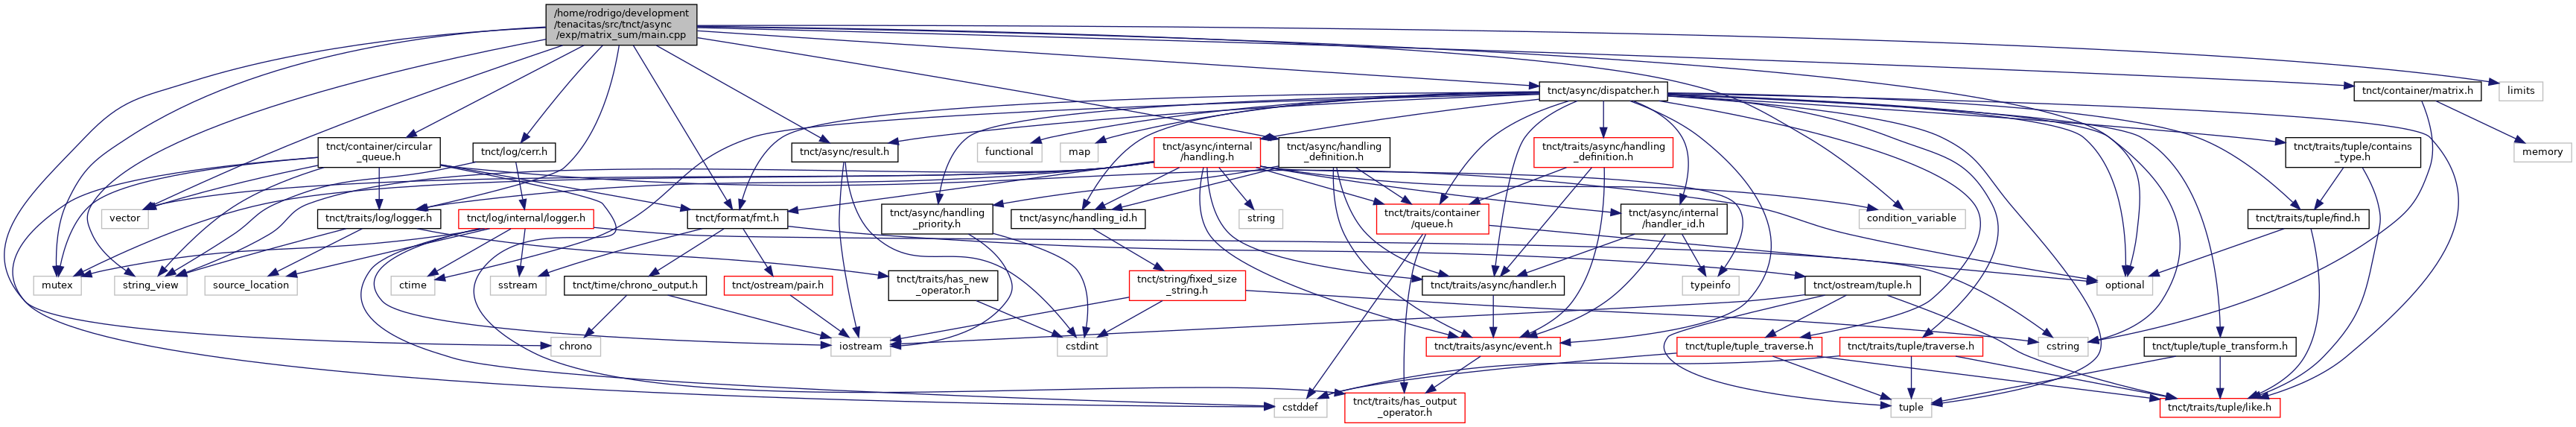 /home/rodrigo/development
/tenacitas/src/tnct/async
/exp/matrix_sum/main.cpp
tnct/async/dispatcher.h
tnct/container/matrix.h
limits
tnct/container/circular
_queue.h
tnct/log/cerr.h
tnct/async/result.h
functional
map
tnct/async/internal
/handling.h
tnct/async/handling
_definition.h
tnct/traits/async/handling
_definition.h
tnct/traits/tuple/contains
_type.h
memory
vector
tnct/traits/log/logger.h
tnct/log/internal/logger.h
tnct/format/fmt.h
tnct/async/handling
_priority.h
tnct/async/handling_id.h
string
tnct/traits/container
/queue.h
condition_variable
tnct/async/internal
/handler_id.h
tnct/traits/tuple/find.h
mutex
string_view
source_location
ctime
sstream
tnct/time/chrono_output.h
tnct/ostream/pair.h
tnct/traits/has_new
_operator.h
tnct/string/fixed_size
_string.h
tnct/traits/async/handler.h
typeinfo
tnct/ostream/tuple.h
optional
chrono
iostream
cstdint
tnct/traits/async/event.h
tnct/tuple/tuple_traverse.h
tnct/traits/tuple/traverse.h
cstring
tnct/tuple/tuple_transform.h
cstddef
tnct/traits/has_output
_operator.h
tuple
tnct/traits/tuple/like.h